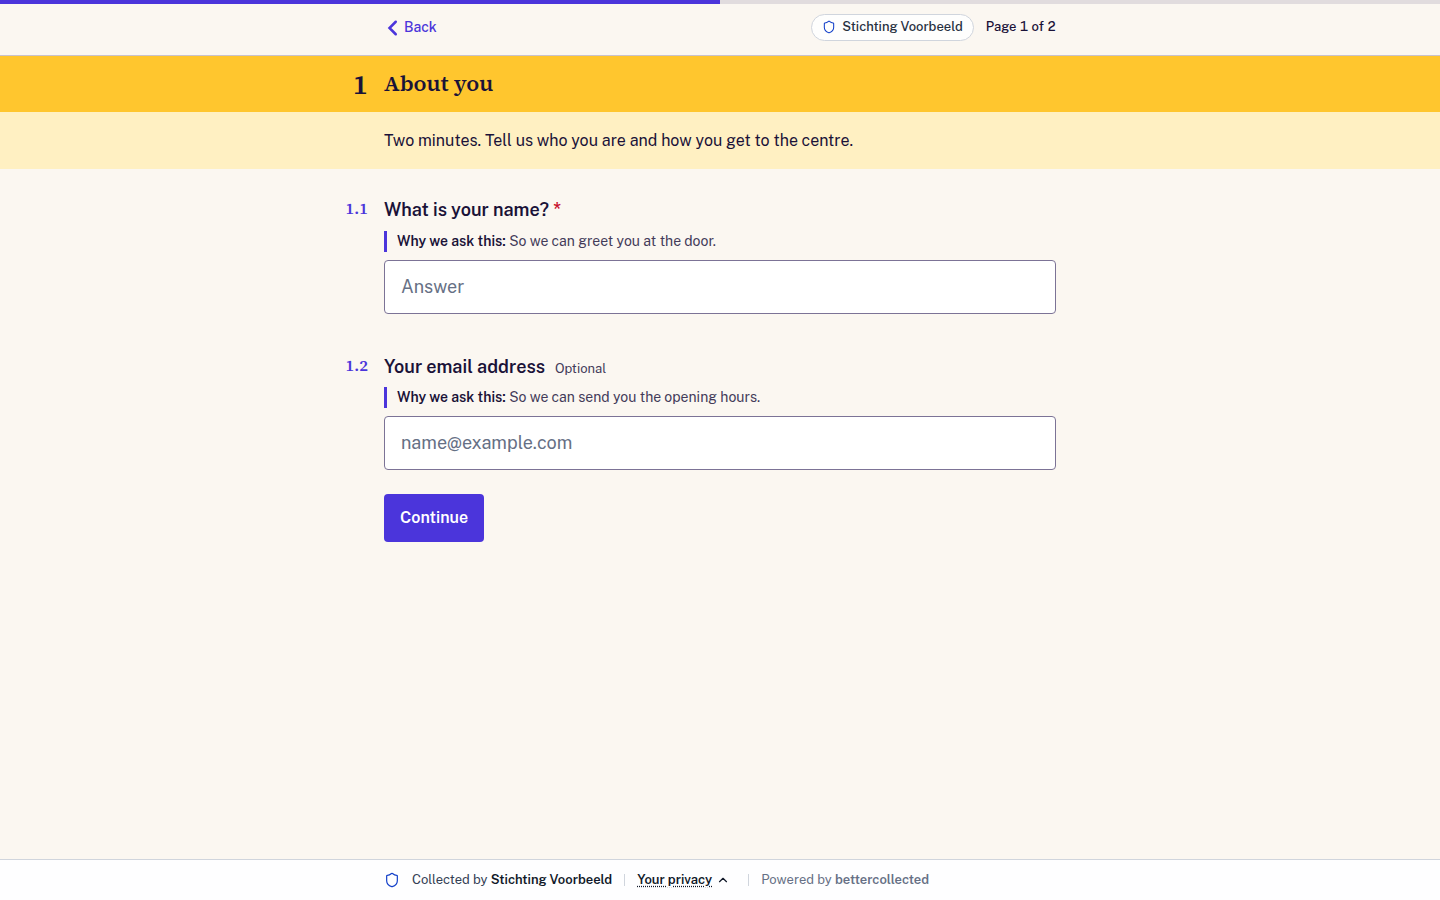 Back
Stichting Voorbeeld
Page 1 of 2
1 About you
Two minutes. Tell us who you are and how you get to the centre.
1.1 What is your name? *
Why we ask this: So we can greet you at the door.
Answer
1.2 Your email address Optional
Why we ask this: So we can send you the opening hours.
name@example.com
Continue
Collected by Stichting Voorbeeld
Your privacy
Powered by bettercollected